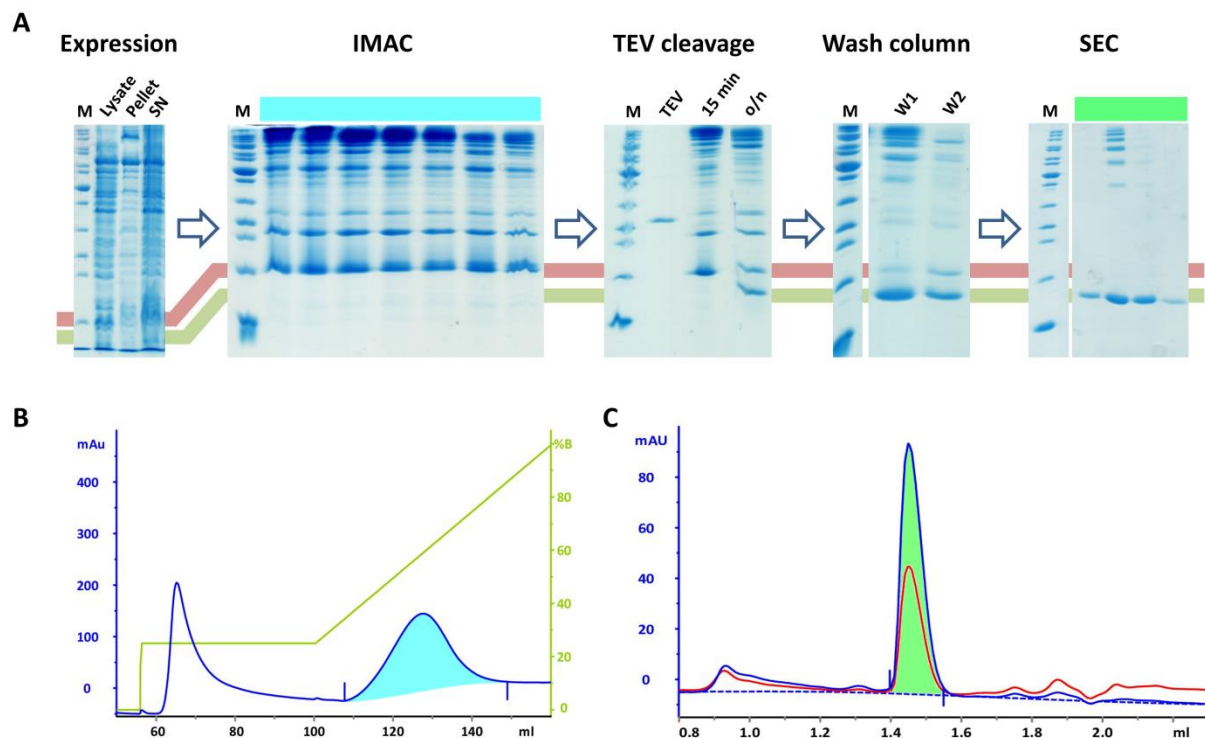 A
Expression IMAC TEV cleavage Wash column SEC
M Lysate Pellet SN M M TEV 15 min o/n M W1 W2 M
B C
mAu %B mAU
400 80 80
300 60 60
200 40 40
100 20 20
0 0 0
60 80 100 120 140 ml 0.8 1.0 1.2 1.4 1.6 1.8 2.0 ml